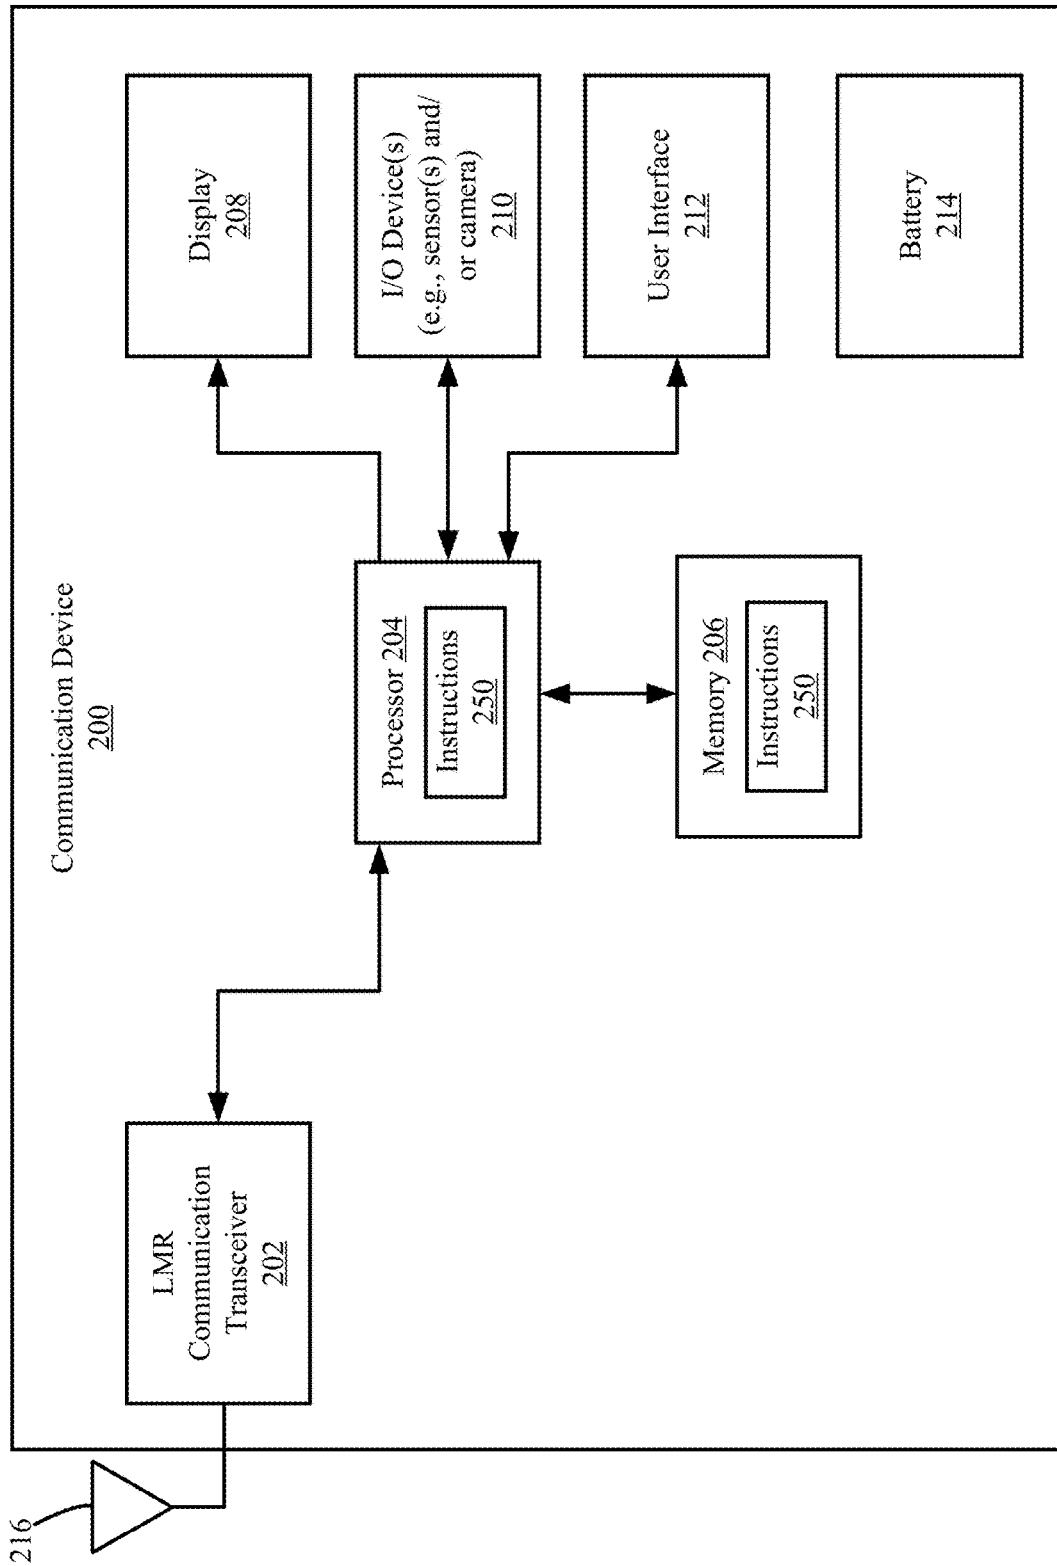 Communication Device
200
216
LMR
Communication
Transceiver
202
Processor 204
Instructions
250
Memory 206
Instructions
250
Display
208
I/O Device(s)
(e.g., sensor(s) and/
or camera)
210
User Interface
212
Battery
214